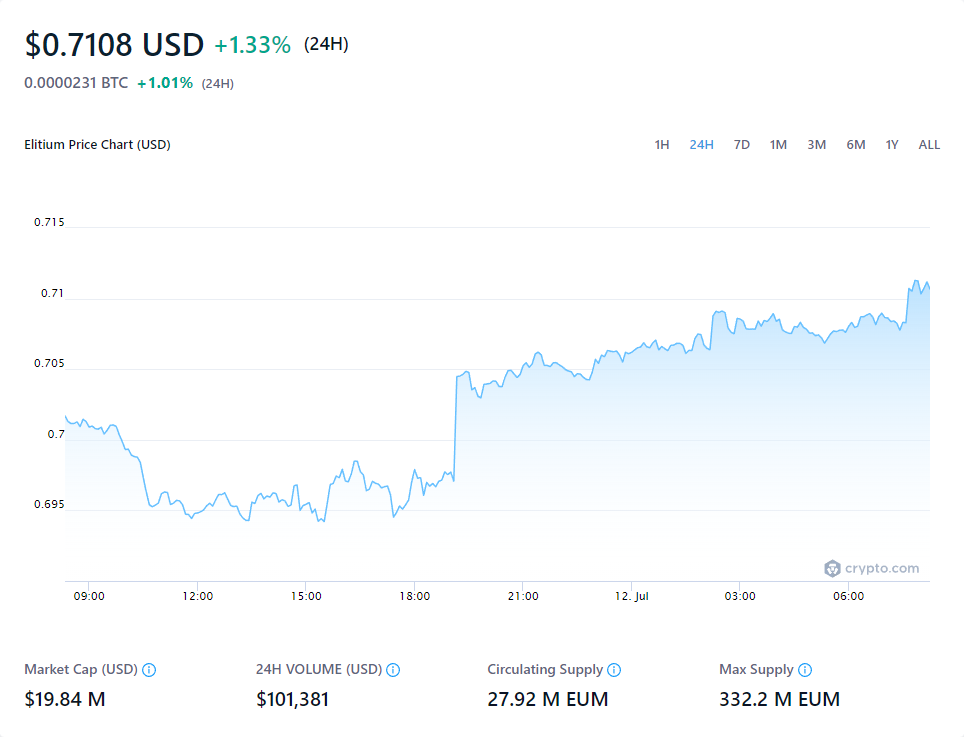 $0.7108 USD +1.33% (24H)
0.0000231 BTC +1.01% (24H)
Elitium Price Chart (USD) 1H 24H 7D 1M 3M 6M 1Y ALL
0.715
0.71
0.705
0.7
0.695
crypto.com
09:00 12:00 15:00 18:00 21:00 12. Jul 03:00 06:00
Market Cap (USD) 24H VOLUME (USD) Circulating Supply Max Supply
$19.84 M $101,381 27.92 M EUM 332.2 M EUM